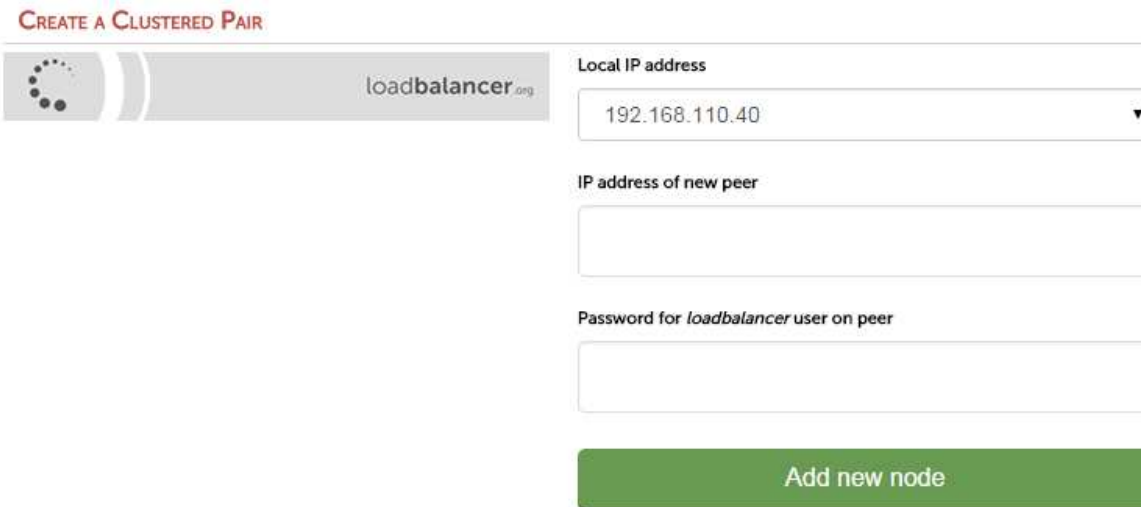 CREATE A CLUSTERED PAIR
loadbalancer.org
Local IP address
192.168.110.40
IP address of new peer
Password for loadbalancer user on peer
Add new node